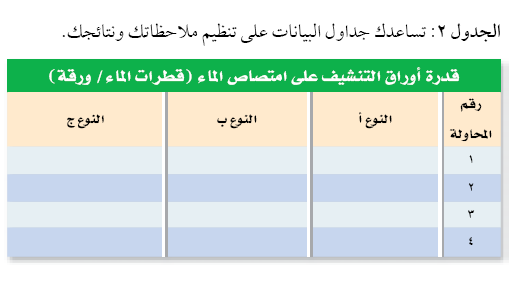 الجدول ٢: تساعدك جداول البيانات على تنظيم ملاحظاتك ونتائجك.
قدرة أوراق التنشيف على امتصاص الماء (قطرات الماء/ ورقة)
رقم المحاولة النوع أ النوع ب النوع ج
١
٢
٣
٤